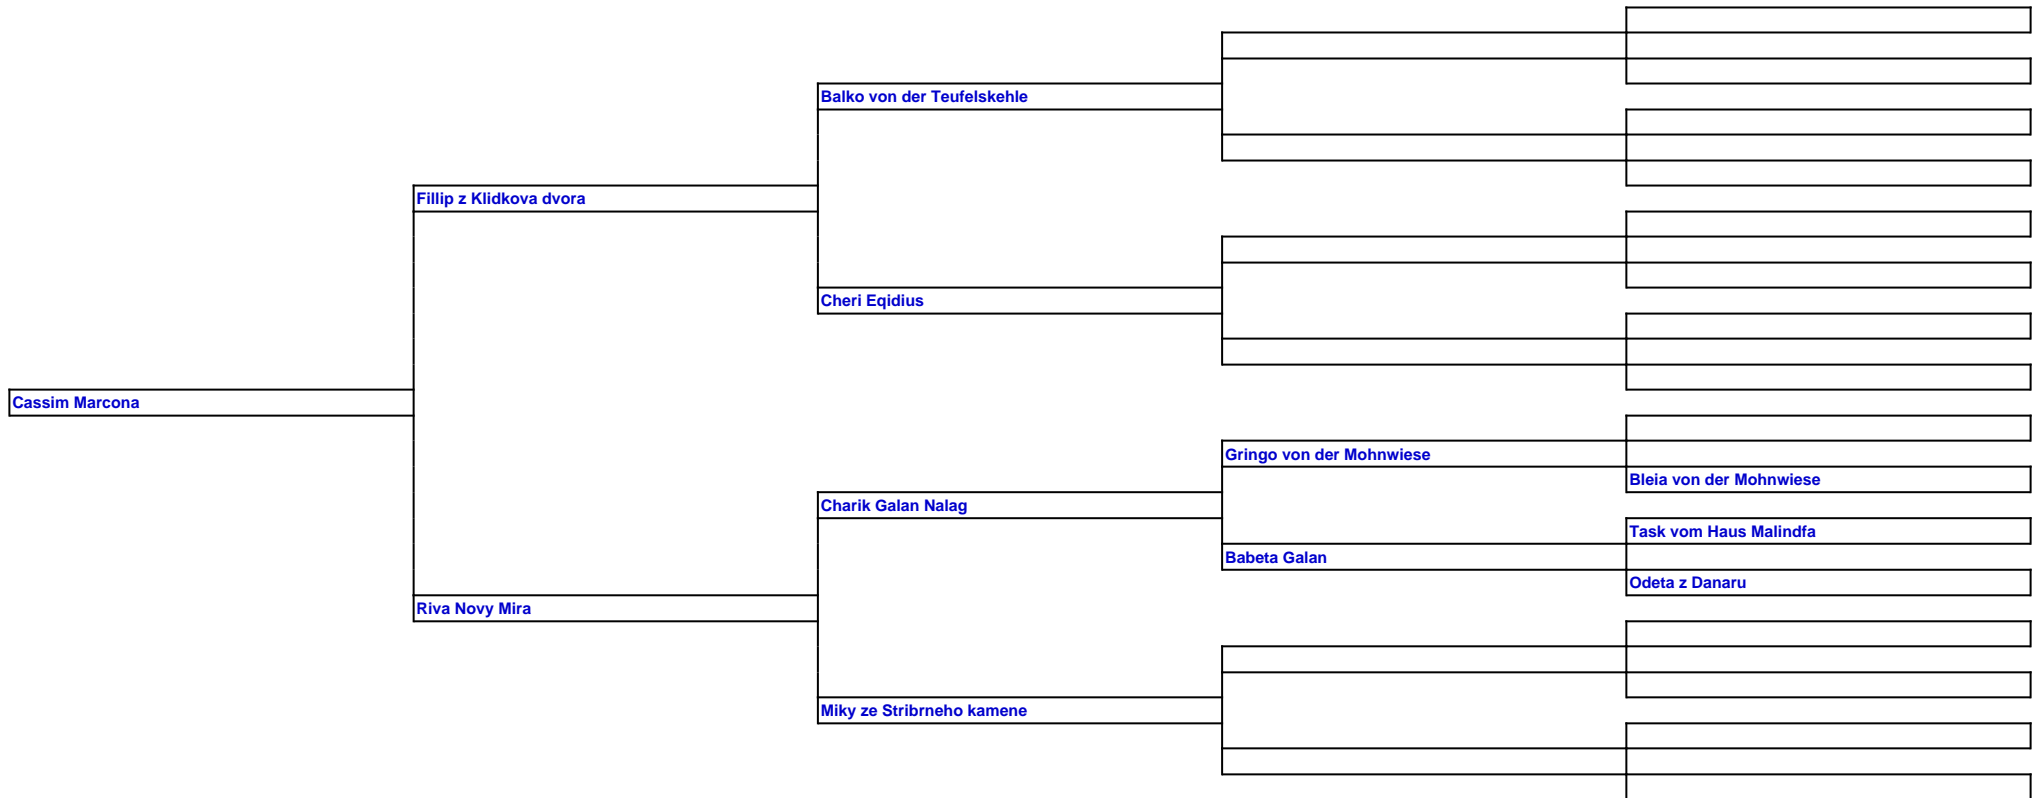 Balko von der Teufelskehle
Fillip z Klidkova dvora
Cheri Eqidius
Cassim Marcona
Gringo von der Mohnwiese
Bleia von der Mohnwiese
Charik Galan Nalag
Task vom Haus Malindfa
Babeta Galan
Odeta z Danaru
Riva Novy Mira
Miky ze Stribrneho kamene